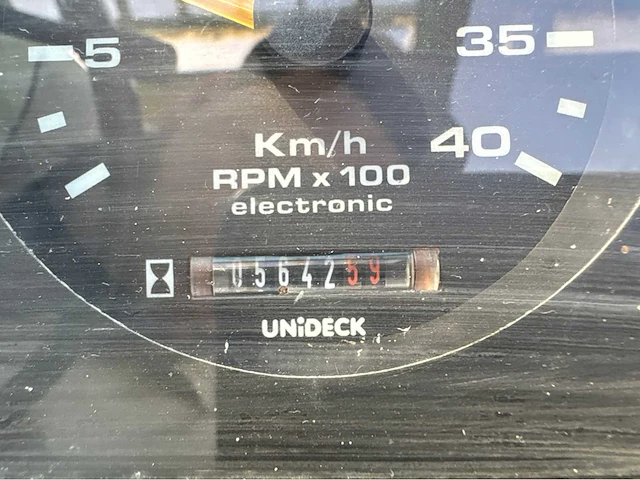 5 35
40
Km/h
RPM x 100
electronic
0564259
UNiDECK